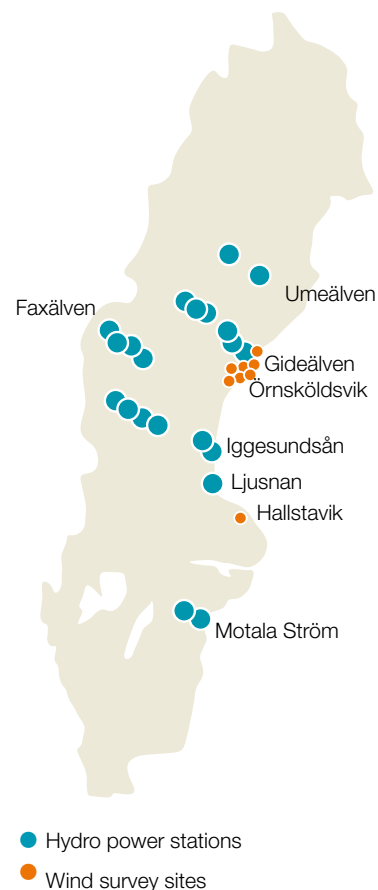 Umeälven
Faxälven
Gideälven
Örnsköldsvik
Iggesundsån
Ljusnan
Hallstavik
Motala Ström
Hydro power stations
Wind survey sites